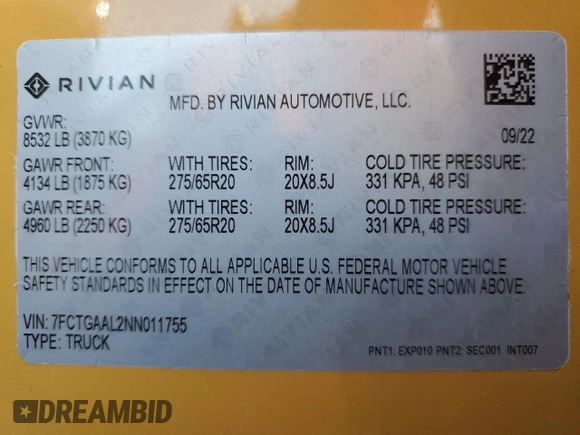 RIVIAN
MFD. BY RIVIAN AUTOMOTIVE, LLC.
GVWR:
8532 LB (3870 KG)
09/22
GAWR FRONT: WITH TIRES: RIM: COLD TIRE PRESSURE:
4134 LB (1875 KG) 275/65R20 20X8.5J 331 KPA, 48 PSI
GAWR REAR: WITH TIRES: RIM: COLD TIRE PRESSURE:
4960 LB (2250 KG) 275/65R20 20X8.5J 331 KPA, 48 PSI
THIS VEHICLE CONFORMS TO ALL APPLICABLE U.S. FEDERAL MOTOR VEHICLE
SAFETY STANDARDS IN EFFECT ON THE DATE OF MANUFACTURE SHOWN ABOVE.
VIN: 7FCTGAAL2NN011755
TYPE: TRUCK
PNT1: EXP010 PNT2: SEC001 INT007
DREAMBID